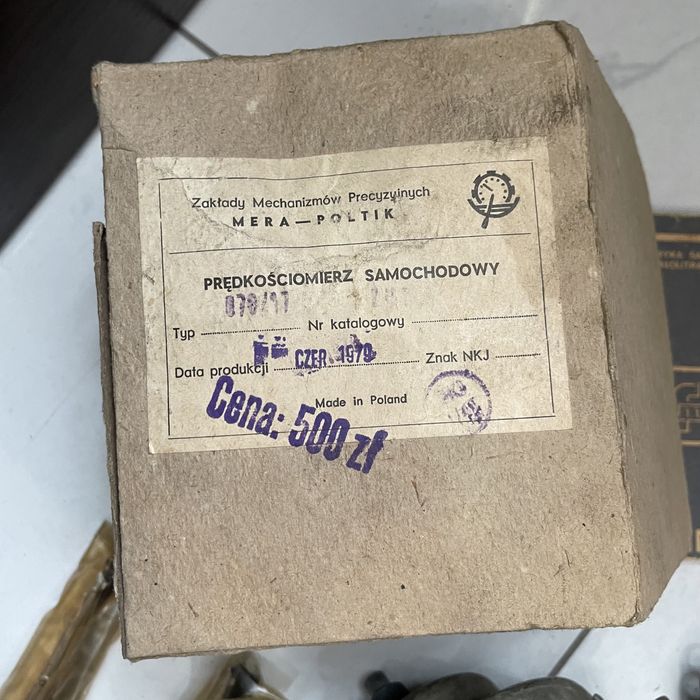 Zakłady Mechanizmów Precyzyjnych
MERA—POLTIK
PRĘDKOŚCIOMIERZ SAMOCHODOWY
Typ Nr katalogowy
Data produkcji CZER. 1979 Znak NKJ
Made in Poland
Cena: 500 zł